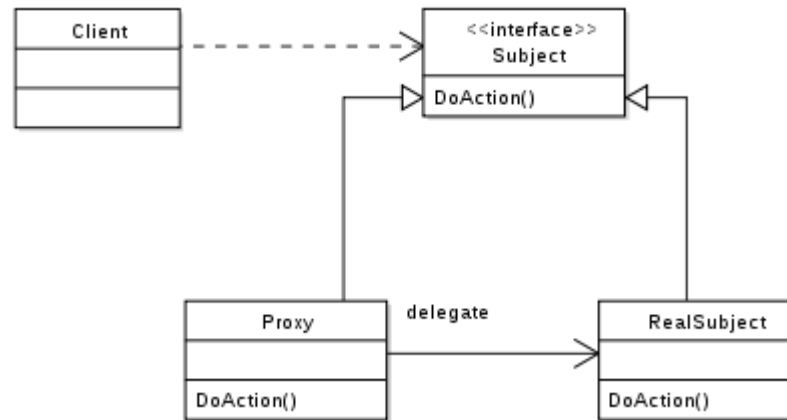 Client
<<interface>>
Subject
DoAction()
Proxy
delegate
RealSubject
DoAction()
DoAction()